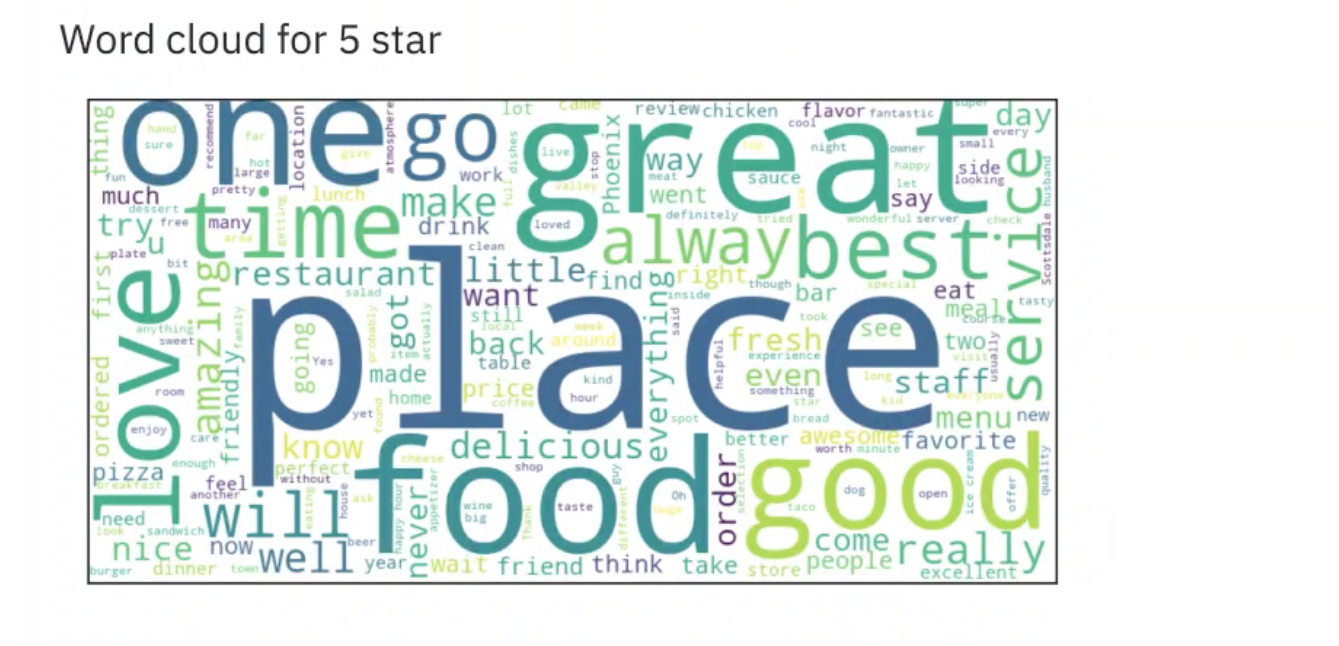 Word cloud for 5 star
one
go
great
place
food
good
time
love
service
best
alway
will
well
restaurant
little
want
delicious
really
make
drink
work
lot
came
review
chicken
flavor
fantastic
super
day
every
thing
hand
sure
recommend
far
hot
large
location
give
atmosphere
dishes
live
stop
Phoenix
way
meat
went
sauce
cool
night
owner
happy
let
small
side
looking
husband
say
fun
much
pretty
lunch
full
valley
dessert
try
free
many
area
getting
loved
definitely
tried
use
wonderful
server
check
scottsdale
u
plate
bit
first
clean
find
right
though
special
eat
inside
bar
meal
course
tasty
salad
amazing
family
friendly
anything
sweet
going
Yes
probably
got
item
actually
still
local
back
table
week
around
everything
said
took
fresh
experience
see
two
visit
usually
helpful
even
something
long
kid
star
staff
everyone
ordered
room
made
home
price
coffee
kind
hour
spot
bread
menu
new
enjoy
care
yet
found
know
better
awesome
favorite
worth
minute
pizza
breakfast
enough
feel
another
perfect
without
cheese
shop
guy
order
selection
quality
need
look
sandwich
house
ask
eating
happy hour
never
appetizer
wine
big
Thank
taste
different
Oh
huge
dog
open
taco
ice cream
offer
nice
now
beer
year
wait
friend
think
take
store
come
people
excellent
burger
dinner
town